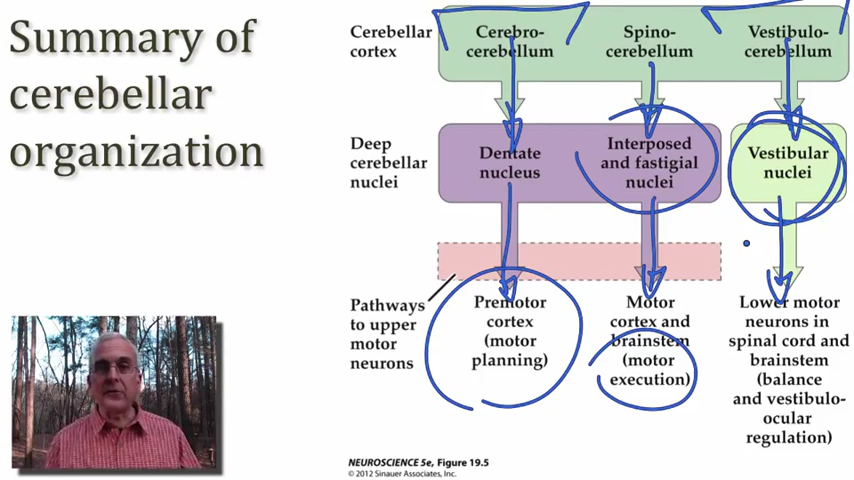 Summary of
cerebellar
organization
Cerebellar
cortex
Cerebro-
cerebellum
Spino-
cerebellum
Vestibulo-
cerebellum
Deep
cerebellar
nuclei
Dentate
nucleus
Interposed
and fastigial
nuclei
Vestibular
nuclei
Pathways
to upper
motor
neurons
Premotor
cortex
(motor
planning)
Motor
cortex and
brainstem
(motor
execution)
Lower motor
neurons in
spinal cord and
brainstem
(balance
and vestibulo-
ocular
regulation)
NEUROSCIENCE 5e, Figure 19.5
© 2012 Sinauer Associates, Inc.